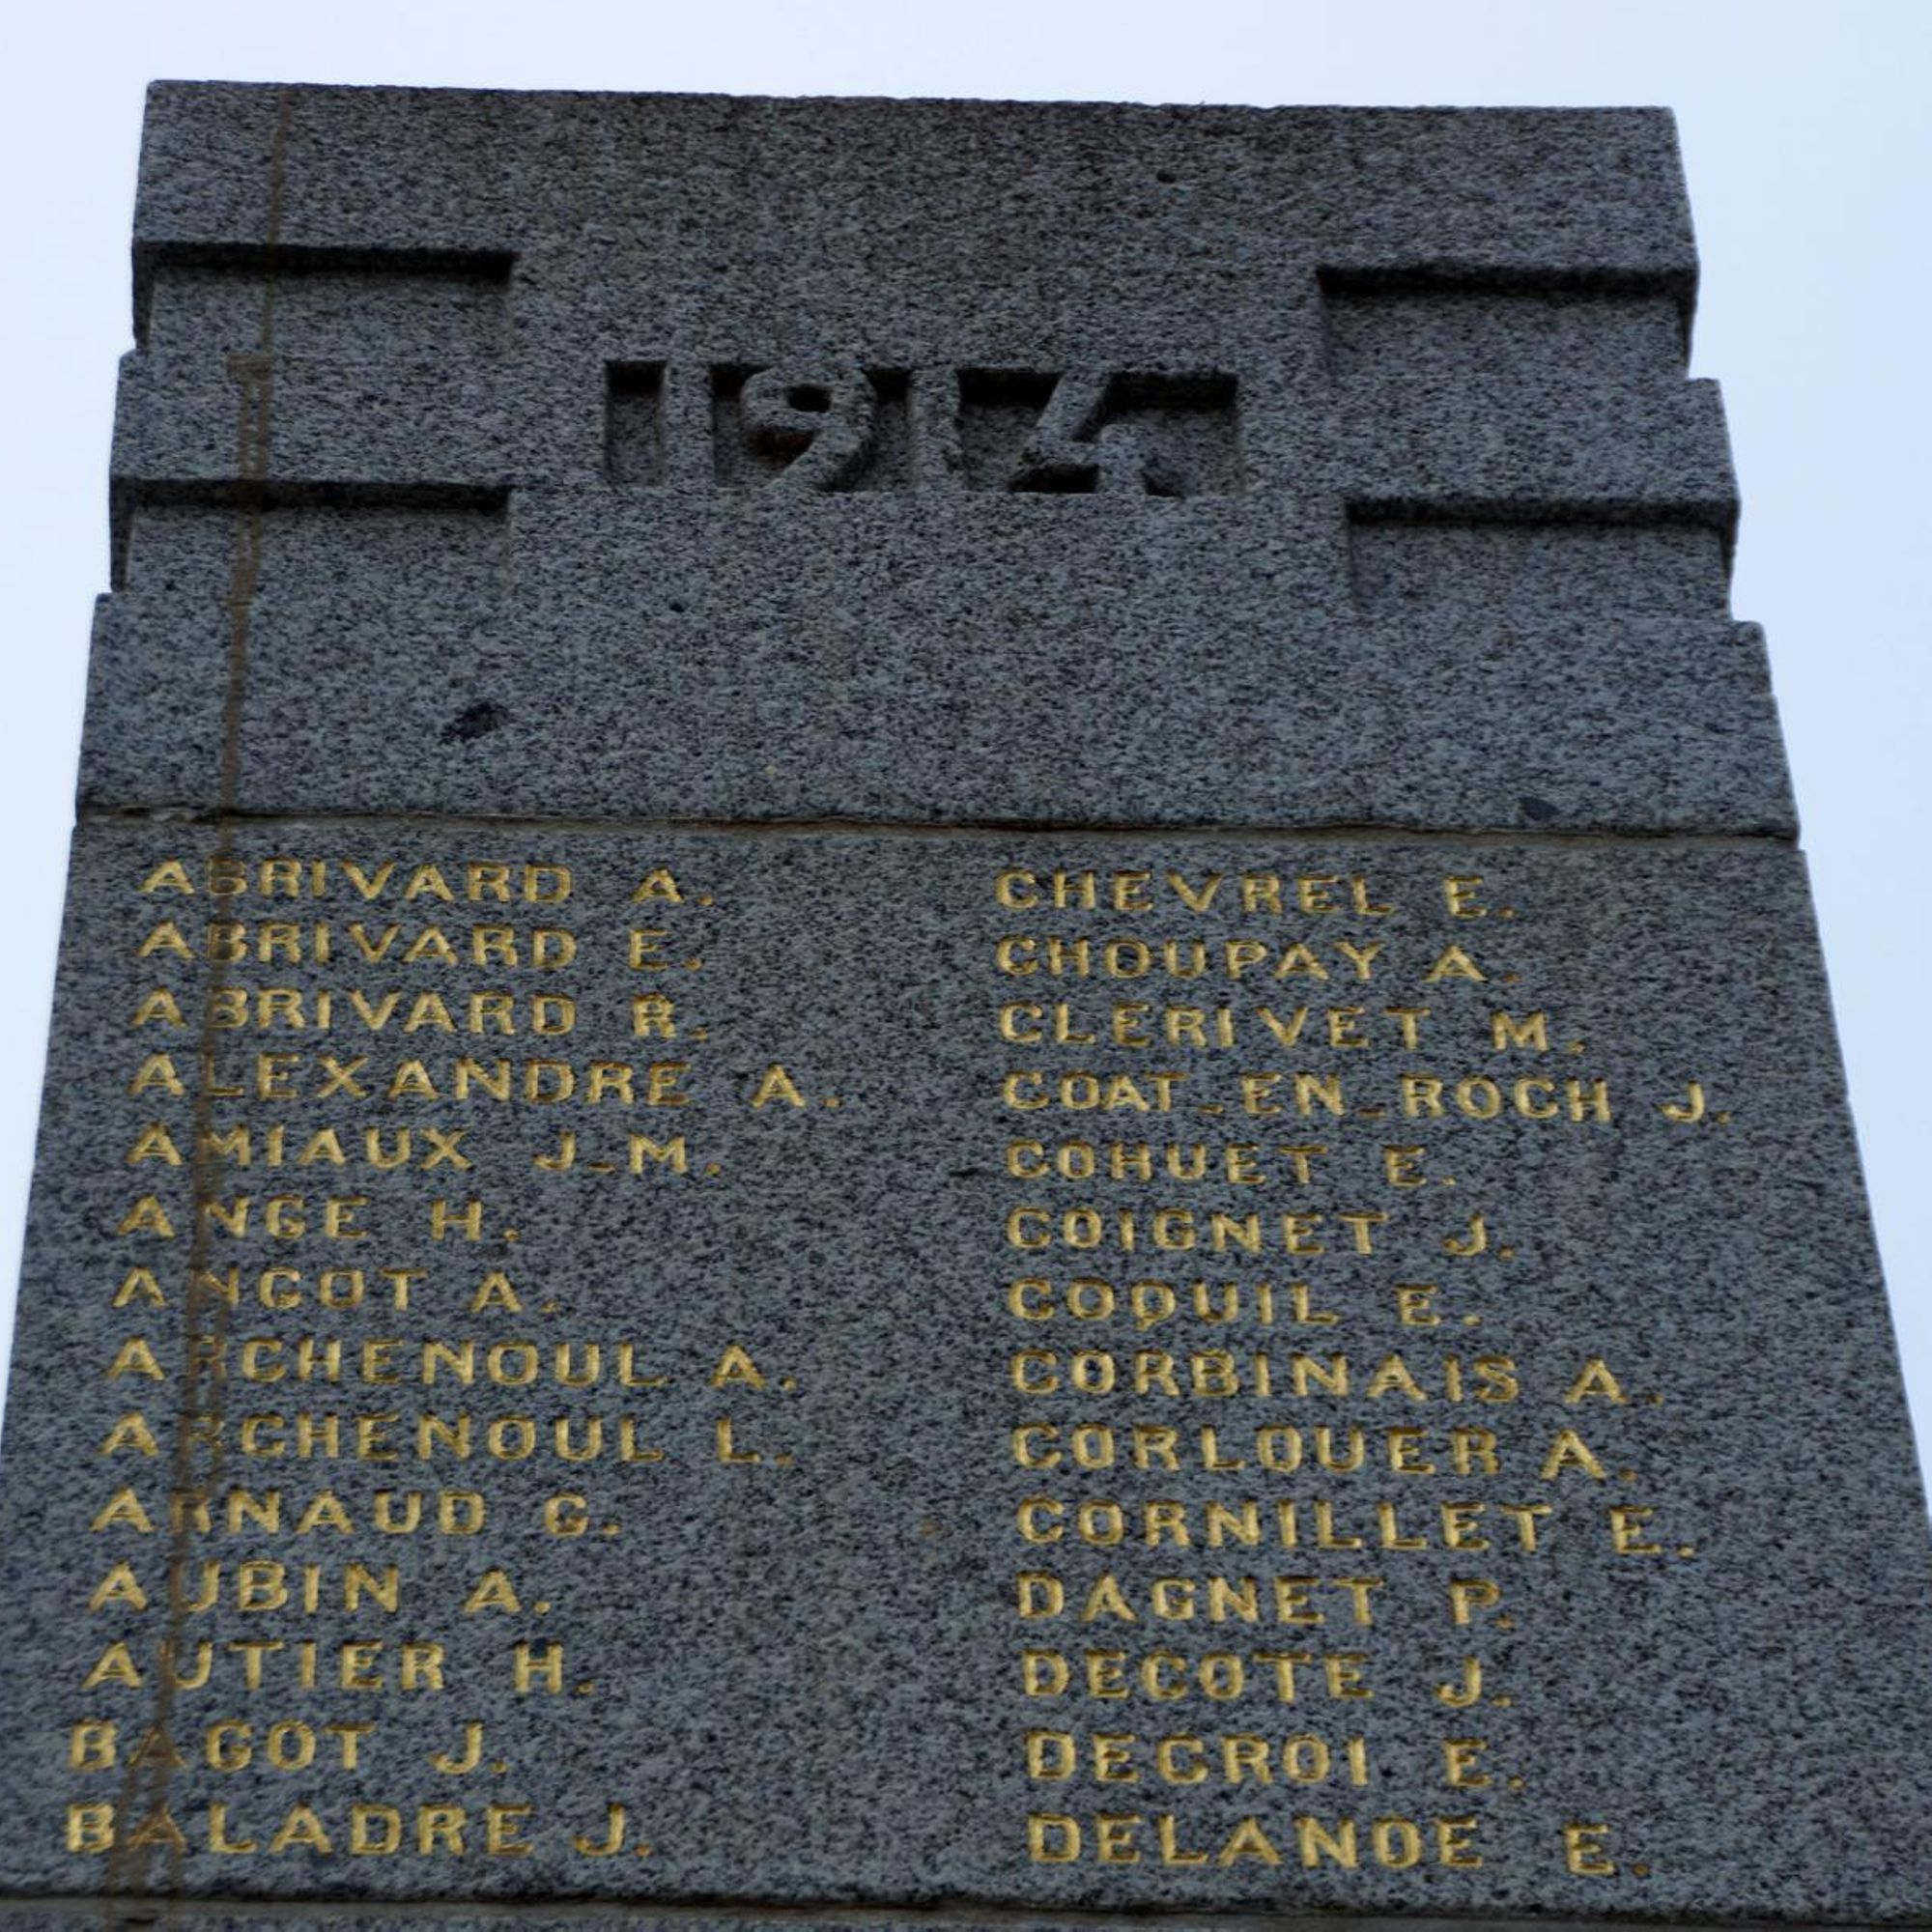 1914
ABRIVARD A.
ABRIVARD E.
ABRIVARD R.
ALEXANDRE A.
AMIAUX J-M.
ANGE H.
ANGOT A.
ARCHENOUL A.
ARCHENOUL L.
ARNAUD G.
AUBIN A.
AUTIER H.
BAGOT J.
BALADRE J.
CHEVREL E.
CHOUPAY A.
CLERIVET M.
COAT-EN-ROCH J.
COHUET E.
COIGNET J.
COQUIL E.
CORBINAIS A.
CORLOUER A.
CORNILLET E.
DAGNET P.
DECOTE J.
DECROI E.
DELANOE E.